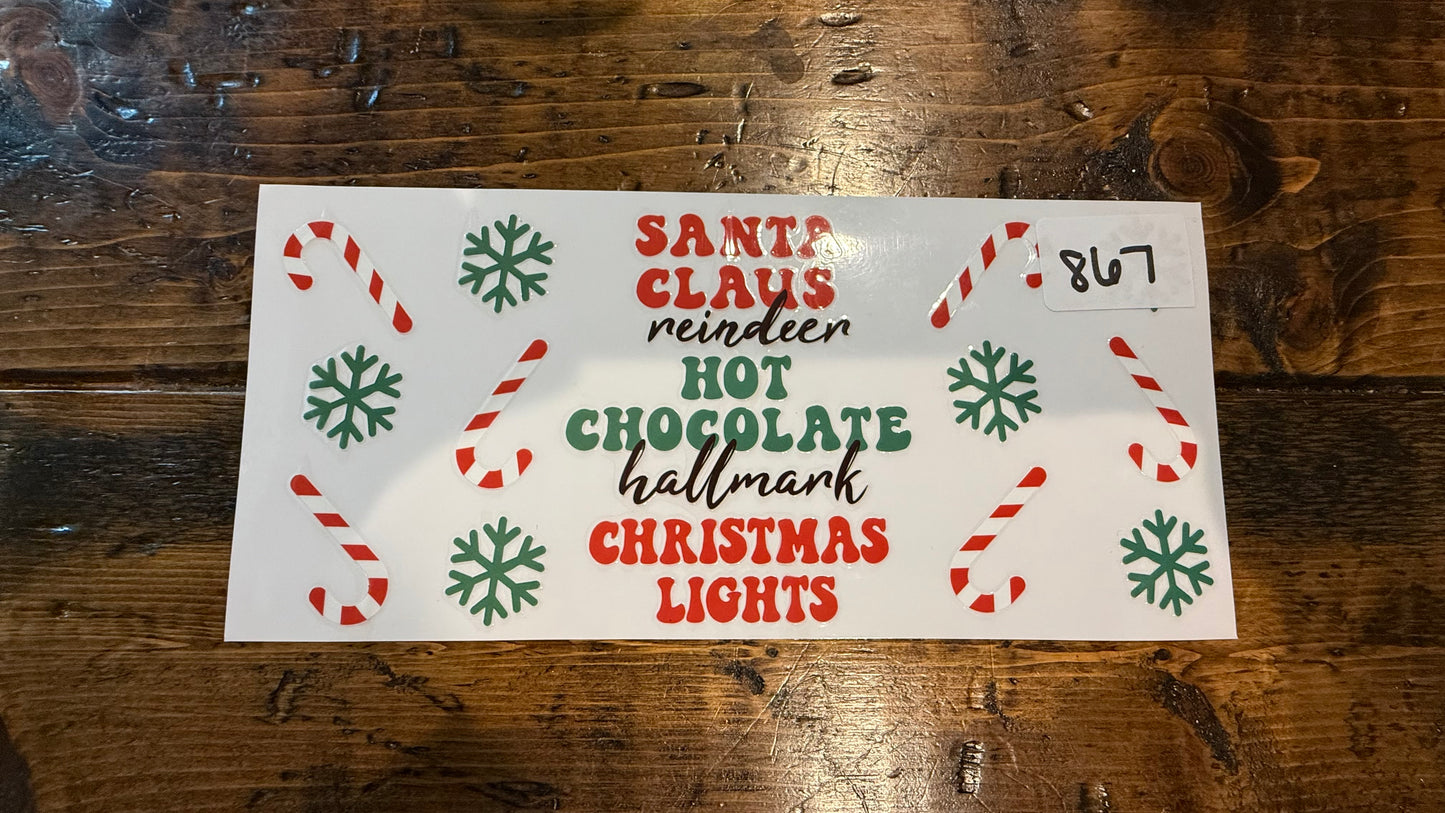 SANTA
CLAUS
reindeer
HOT
CHOCOLATE
hallmark
CHRISTMAS
LIGHTS
867